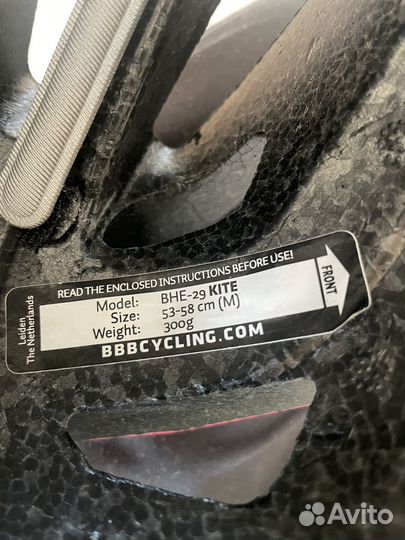 READ THE ENCLOSED INSTRUCTIONS BEFORE USE!
Leiden
The Netherlands
Model: BHE-29 KITE
Size: 53-58 cm (M)
Weight: 300g
FRONT
BBBCYCLING.COM
Avito